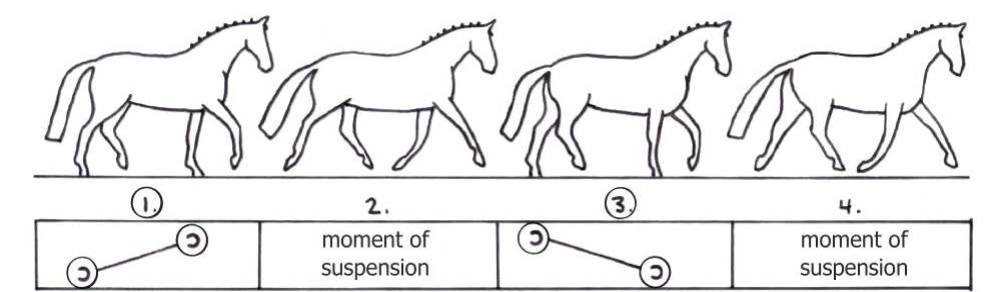 1.
2.
3.
4.
moment of
suspension
moment of
suspension